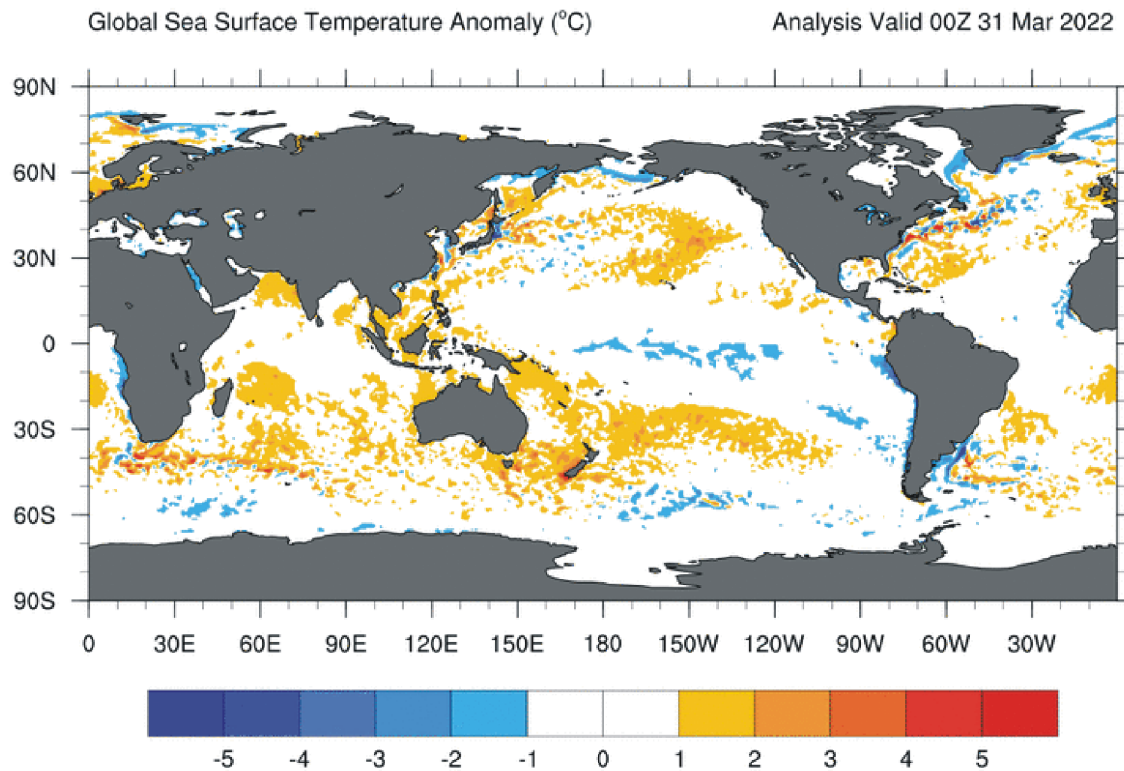 Global Sea Surface Temperature Anomaly (°C) Analysis Valid 00Z 31 Mar 2022
90N
60N
30N
0
30S
60S
90S
0 30E 60E 90E 120E 150E 180 150W 120W 90W 60W 30W
-5 -4 -3 -2 -1 0 1 2 3 4 5